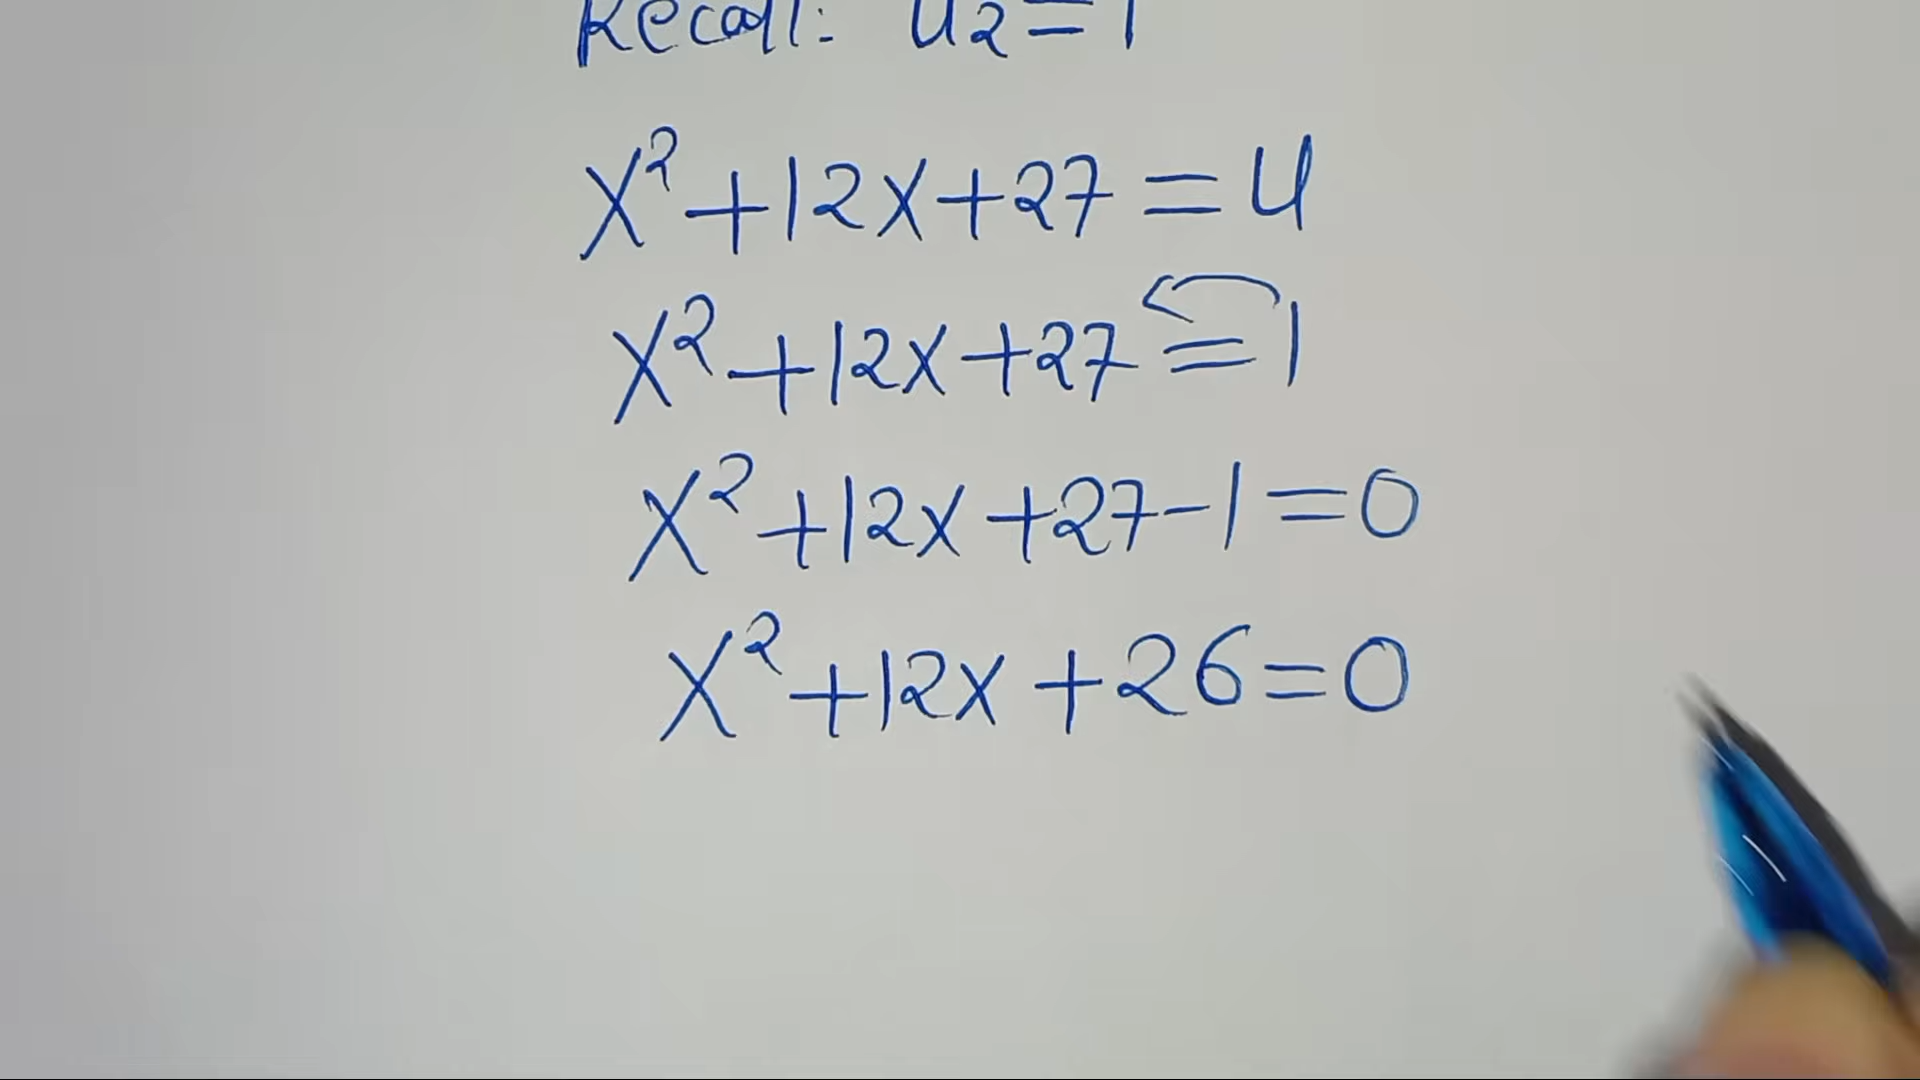 Recall: u₂=1
x²+12x+27=u
x²+12x+27=1
x²+12x+27-1=0
x²+12x+26=0